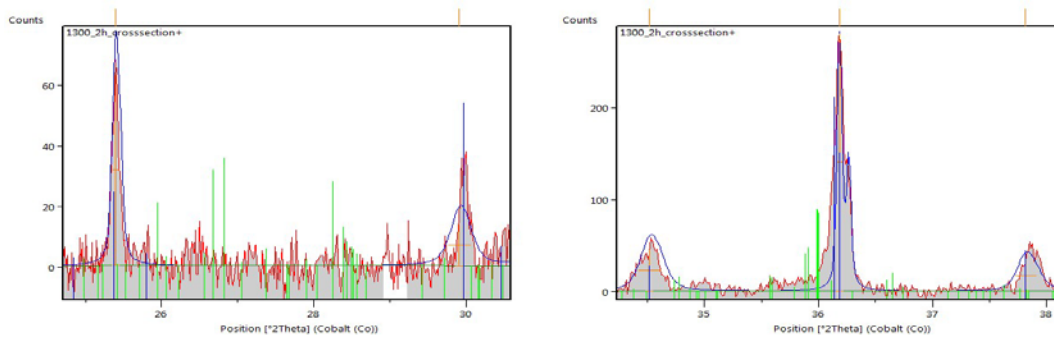 Counts
1300_2h_crosssection+
60
40
20
0
26
28
30
Position [°2Theta] (Cobalt (Co))
Counts
1300_2h_crosssection+
200
100
0
35
36
37
38
Position [°2Theta] (Cobalt (Co))